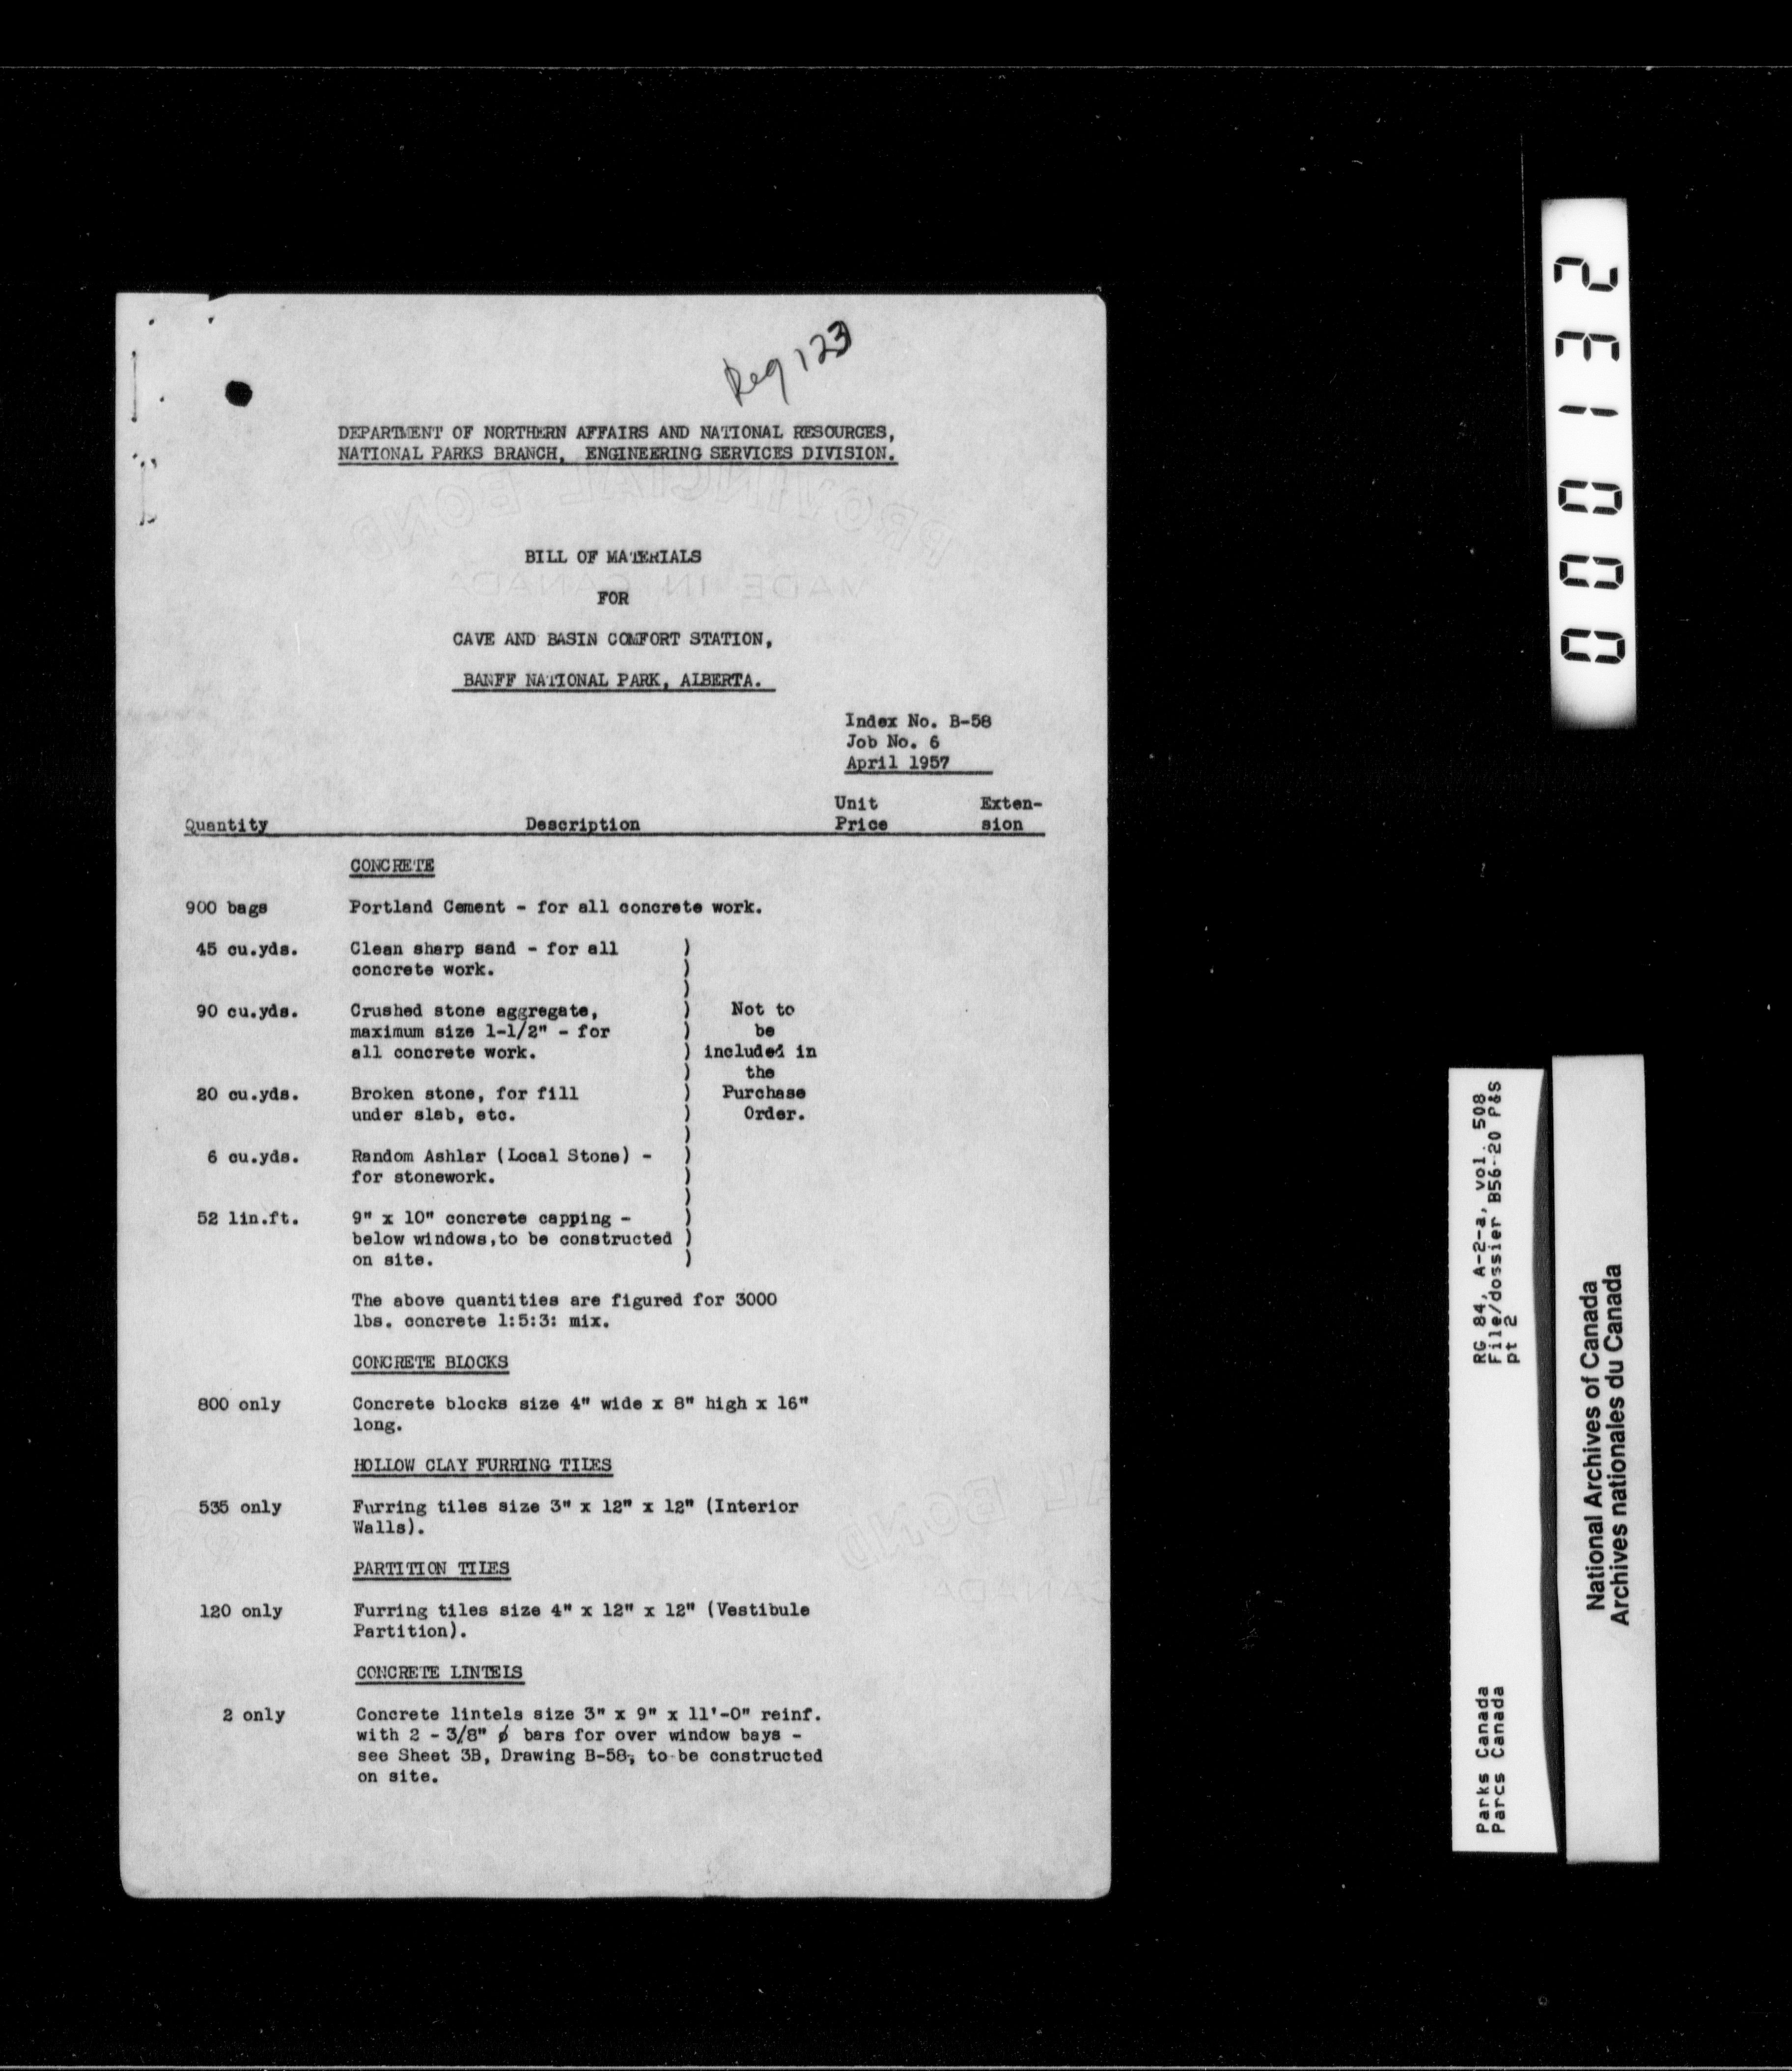 Req 123
DEPARTMENT OF NORTHERN AFFAIRS AND NATIONAL RESOURCES,
NATIONAL PARKS BRANCH, ENGINEERING SERVICES DIVISION.
PROVINCIAL BOND
MADE IN CANADA
BILL OF MATERIALS
FOR
CAVE AND BASIN COMFORT STATION,
BANFF NATIONAL PARK, ALBERTA.
Index No. B-58
Job No. 6
April 1957
Quantity Description Unit Price Exten-sion
CONCRETE
900 bags Portland Cement - for all concrete work.
45 cu.yds. Clean sharp sand - for all )
concrete work. )
)
90 cu.yds. Crushed stone aggregate, ) Not to
maximum size 1-1/2" - for ) be
all concrete work. ) included in
) the
20 cu.yds. Broken stone, for fill ) Purchase
under slab, etc. ) Order.
)
6 cu.yds. Random Ashlar (Local Stone) - )
for stonework. )
)
52 lin.ft. 9" x 10" concrete capping - )
below windows,to be constructed )
on site. )
The above quantities are figured for 3000
lbs. concrete 1:5:3: mix.
CONCRETE BLOCKS
800 only Concrete blocks size 4" wide x 8" high x 16"
long.
HOLLOW CLAY FURRING TILES
535 only Furring tiles size 3" x 12" x 12" (Interior
Walls).
PARTITION TILES
120 only Furring tiles size 4" x 12" x 12" (Vestibule
Partition).
CONCRETE LINTELS
2 only Concrete lintels size 3" x 9" x 11'-0" reinf.
with 2 - 3/8" ∅ bars for over window bays -
see Sheet 3B, Drawing B-58, to be constructed
on site.
AL BOND
CANADA
000132
RG 84, A-2-a, vol. 508
File/dossier B56-20 P&S
pt 2
Parks Canada
Parcs Canada
National Archives of Canada
Archives nationales du Canada